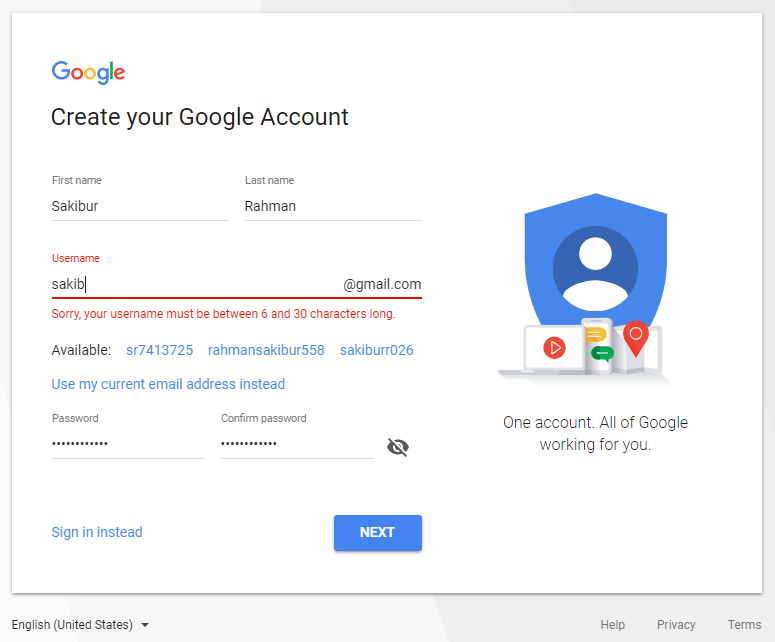 Google
Create your Google Account
First name Last name
Sakibur Rahman
Username
sakib @gmail.com
Sorry, your username must be between 6 and 30 characters long.
Available: sr7413725 rahmansakibur558 sakiburr026
Use my current email address instead
Password Confirm password
•••••••••••• ••••••••••••
One account. All of Google
working for you.
Sign in instead NEXT
English (United States) Help Privacy Terms